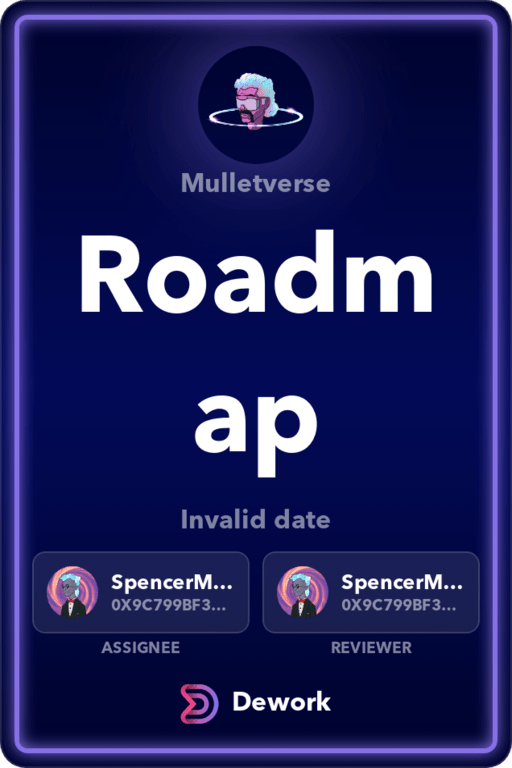 Mulletverse
Roadm
ap
Invalid date
SpencerM...
0X9C799BF3...
SpencerM...
0X9C799BF3...
ASSIGNEE
REVIEWER
Dework